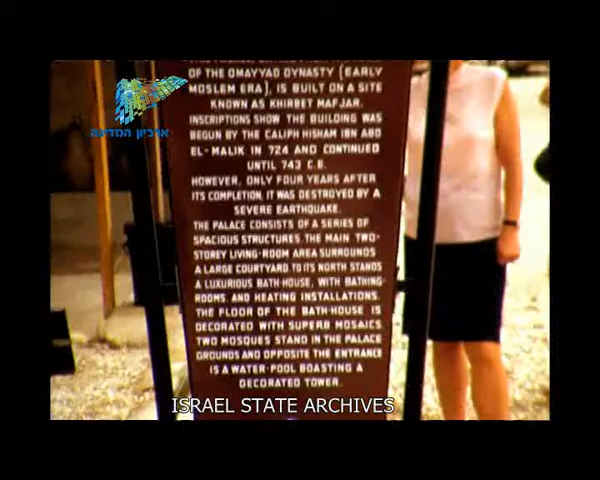 OF THE OMAYYAD DYNASTY (EARLY
MOSLEM ERA), IS BUILT ON A SITE
KNOWN AS KHIRBET MAFJAR.
INSCRIPTIONS SHOW THE BUILDING WAS
BEGUN BY THE CALIPH HISHAM IBN ABD
EL-MALIK IN 724 AND CONTINUED
UNTIL 743 C.E.
HOWEVER, ONLY FOUR YEARS AFTER
ITS COMPLETION, IT WAS DESTROYED BY A
SEVERE EARTHQUAKE.
THE PALACE CONSISTS OF A SERIES OF
SPACIOUS STRUCTURES. THE MAIN TWO-
STOREY LIVING-ROOM AREA SURROUNDS
A LARGE COURTYARD TO ITS NORTH STANDS
A LUXURIOUS BATH-HOUSE, WITH BATHING-
ROOMS, AND HEATING INSTALLATIONS.
THE FLOOR OF THE BATH-HOUSE IS
DECORATED WITH SUPERB MOSAICS.
TWO MOSQUES STAND IN THE PALACE
GROUNDS AND OPPOSITE THE ENTRANCE
IS A WATER-POOL BOASTING A
DECORATED TOWER.
ארכיון המדינה
ISRAEL STATE ARCHIVES